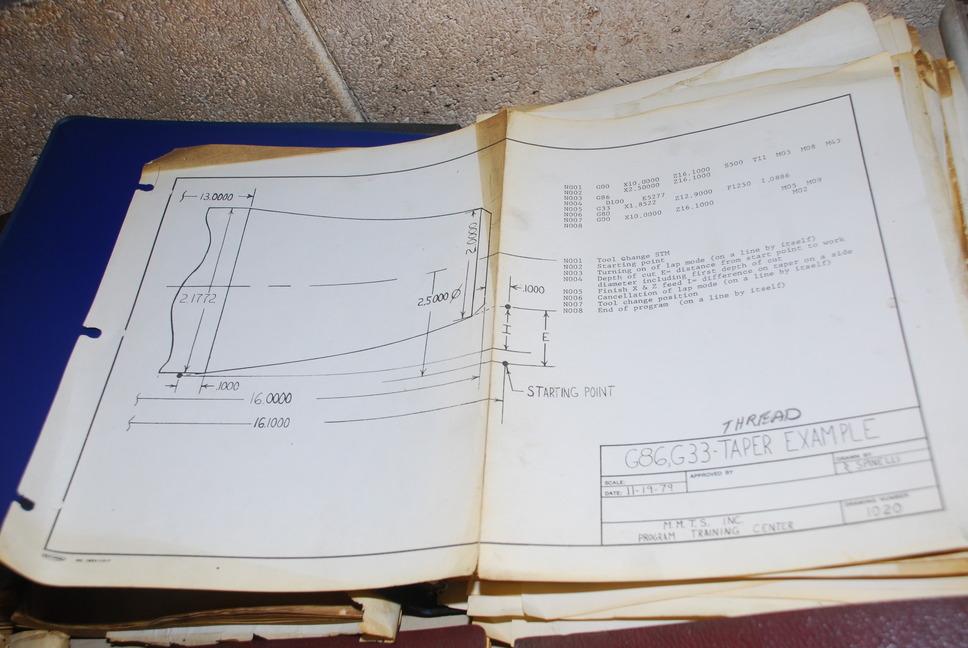 13.0000
2.1772
2.0000
2.5000 Ø
.1000
I
E
.1000
16.0000
16.1000
STARTING POINT
N001 G00 X10.0000 Z16.1000 S500 T11 M03 M08 M43
N002 X2.50000 Z16.1000
N003 G86
N004 D100 E5277 Z12.9000 F1250 I.0886
N005 G33 X1.8522
N006 G80 M05 M09
N007 G00 X10.0000 Z16.1000 M02
N008
N001 Tool change STM
N002 Starting point
N003 Turning on of lap mode (on a line by itself)
N004 Depth of cut E= distance from start point to work
diameter including first depth of cut
N005 Finish X & Z feed I= difference on taper on a side
N006 Cancellation of lap mode (on a line by itself)
N007 Tool change position
N008 End of program (on a line by itself)
THREAD
G86,G33-TAPER EXAMPLE
SCALE:
APPROVED BY
DRAWN BY
DATE: 11-19-79
R. SPINELLI
M.M.T.S. INC.
PROGRAM TRAINING CENTER
DRAWING NUMBER
1020